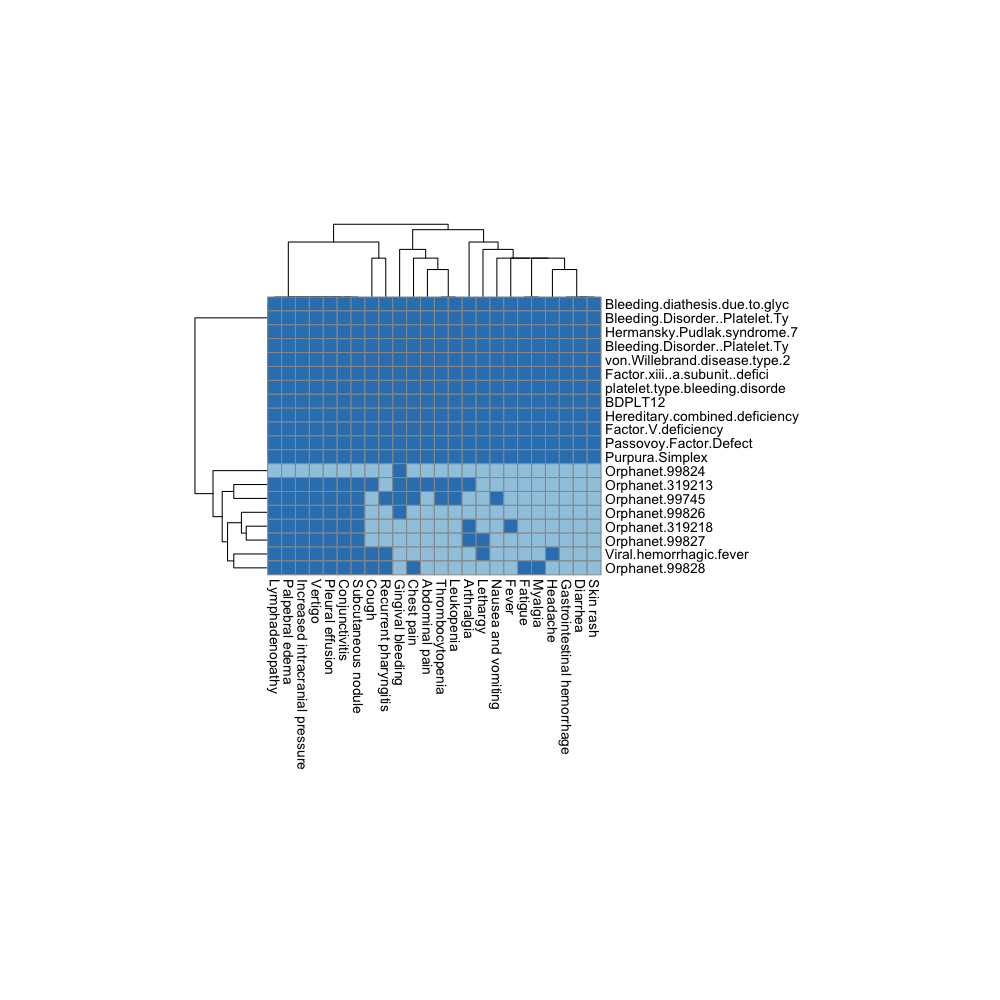 Bleeding.diathesis.due.to.glyc
Bleeding.Disorder..Platelet.Ty
Hermansky.Pudlak.syndrome.7
Bleeding.Disorder..Platelet.Ty
von.Willebrand.disease.type.2
Factor.xiii..a.subunit..defici
platelet.type.bleeding.disorde
BDPLT12
Hereditary.combined.deficiency
Factor.V.deficiency
Passovoy.Factor.Defect
Purpura.Simplex
Orphanet.99824
Orphanet.319213
Orphanet.99745
Orphanet.99826
Orphanet.319218
Orphanet.99827
Viral.hemorrhagic.fever
Orphanet.99828
Lymphadenopathy
Palpebral edema
Increased intracranial pressure
Vertigo
Pleural effusion
Conjunctivitis
Subcutaneous nodule
Cough
Recurrent pharyngitis
Gingival bleeding
Chest pain
Abdominal pain
Thrombocytopenia
Leukopenia
Arthralgia
Lethargy
Nausea and vomiting
Fever
Fatigue
Myalgia
Headache
Gastrointestinal hemorrhage
Diarrhea
Skin rash